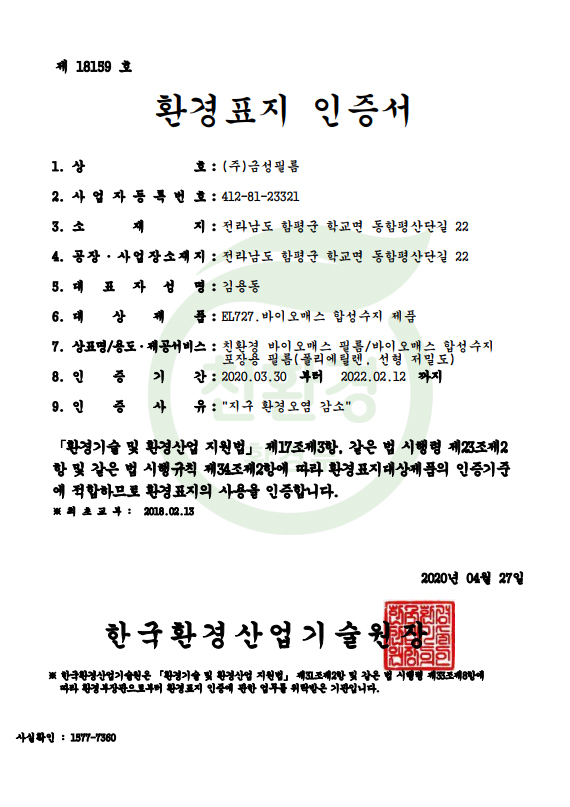 제 18159 호
환경표지 인증서
1. 상 호 : (주)금성필름
2. 사 업 자 등 록 번 호 : 412-81-23321
3. 소 재 지 : 전라남도 함평군 학교면 동함평산단길 22
4. 공장·사업장소재지 : 전라남도 함평군 학교면 동함평산단길 22
5. 대 표 자 성 명 : 김용동
6. 대 상 제 품 : EL727.바이오매스 합성수지 제품
7. 상표명/용도·제공서비스 : 친환경 바이오매스 필름/바이오매스 합성수지
포장용 필름(폴리에틸렌, 선형 저밀도)
8. 인 증 기 간 : 2020.03.30 부터 2022.02.12 까지
9. 인 증 사 유 : "지구 환경오염 감소"
「환경기술 및 환경산업 지원법」 제17조제3항, 같은 법 시행령 제23조제2
항 및 같은 법 시행규칙 제34조제2항에 따라 환경표지대상제품의 인증기준
에 적합하므로 환경표지의 사용을 인증합니다.
※ 최 초 교 부 : 2018.02.13
친환경
환경부
2020년 04월 27일
한국환경산업기술원장
※ 한국환경산업기술원은 「환경기술 및 환경산업 지원법」 제31조제2항 및 같은 법 시행령 제33조제8항에
따라 환경부장관으로부터 환경표지 인증에 관한 업무를 위탁받은 기관입니다.
사실확인 : 1577-7360